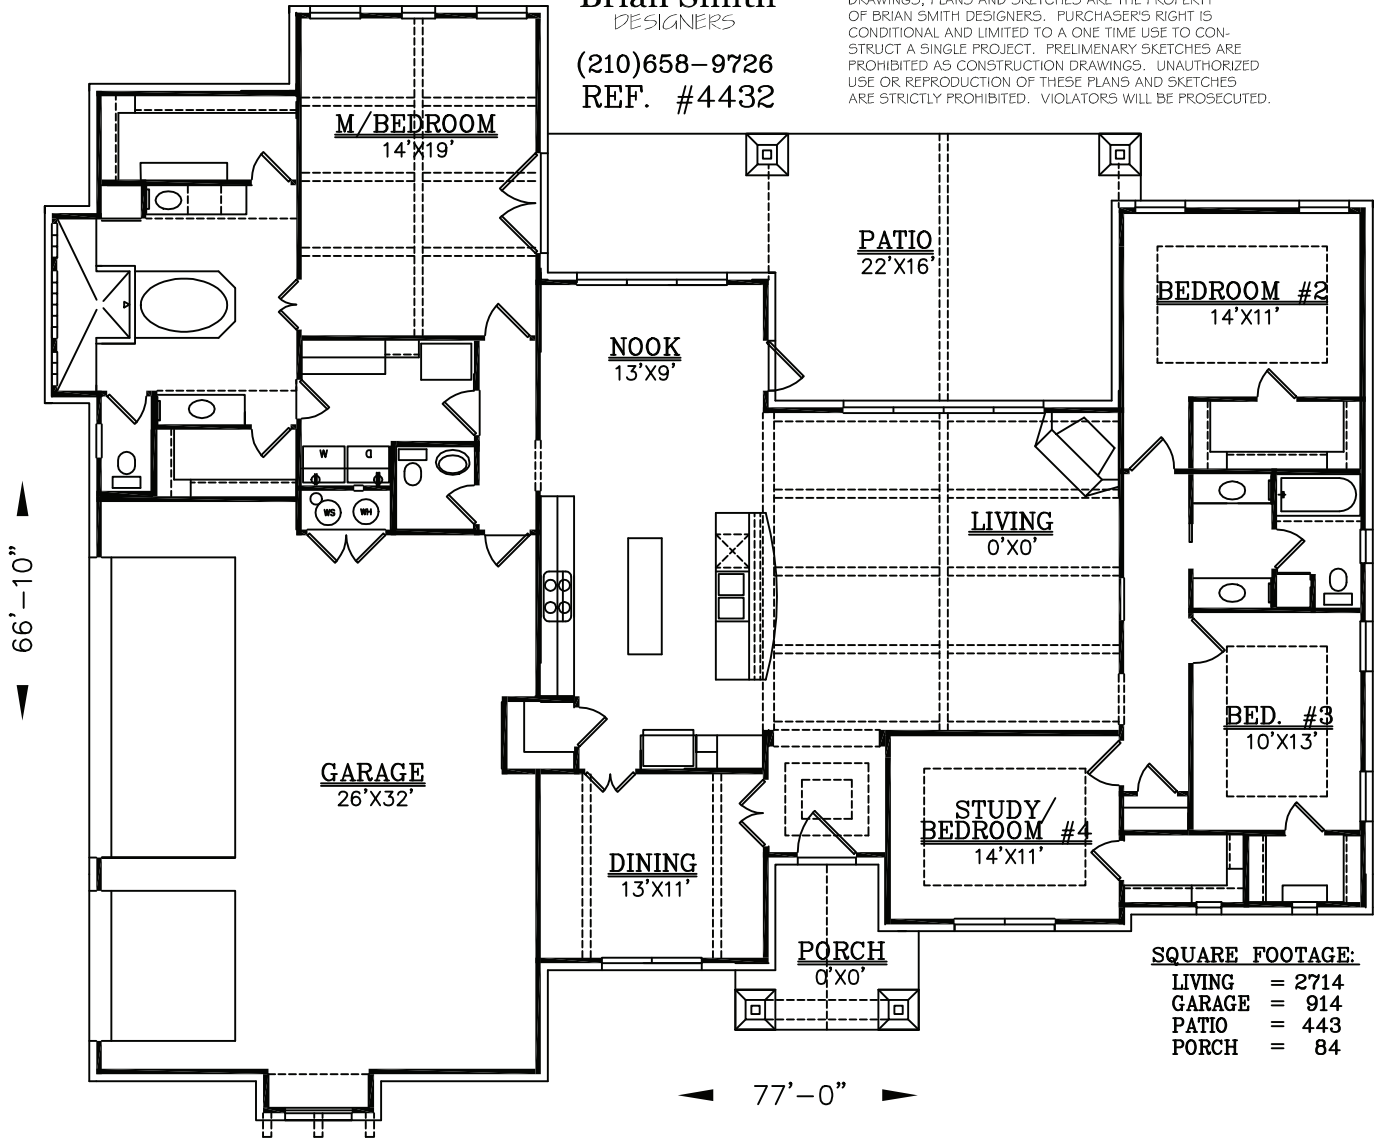 Brian Smith
DESIGNERS
(210)658-9726
REF. #4432
DRAWINGS, PLANS AND SKETCHES ARE THE PROPERTY
OF BRIAN SMITH DESIGNERS. PURCHASER'S RIGHT IS
CONDITIONAL AND LIMITED TO A ONE TIME USE TO CON-
STRUCT A SINGLE PROJECT. PRELIMENARY SKETCHES ARE
PROHIBITED AS CONSTRUCTION DRAWINGS. UNAUTHORIZED
USE OR REPRODUCTION OF THESE PLANS AND SKETCHES
ARE STRICTLY PROHIBITED. VIOLATORS WILL BE PROSECUTED.
M/BEDROOM
14'X19'
PATIO
22'X16'
BEDROOM #2
14'X11'
NOOK
13'X9'
W
D
WS
WH
LIVING
0'X0'
66'-10"
BED. #3
10'X13'
GARAGE
26'X32'
STUDY/
BEDROOM #4
14'X11'
DINING
13'X11'
PORCH
0'X0'
SQUARE FOOTAGE:
LIVING = 2714
GARAGE = 914
PATIO = 443
PORCH = 84
77'-0"